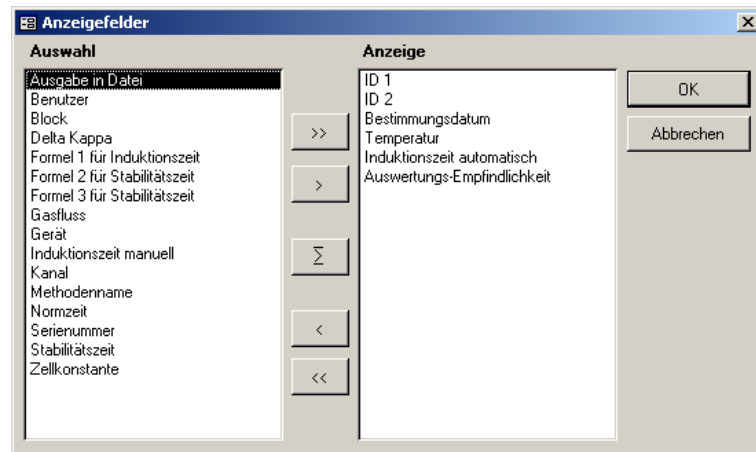 Anzeigefelder
Auswahl
Ausgabe in Datei
Benutzer
Block
Delta Kappa
Formel 1 für Induktionszeit
Formel 2 für Stabilitätszeit
Formel 3 für Stabilitätszeit
Gasfluss
Gerät
Induktionszeit manuell
Kanal
Methodenname
Normzeit
Serienummer
Stabilitätszeit
Zellkonstante
>>
>
Σ
<
<<
Anzeige
ID 1
ID 2
Bestimmungsdatum
Temperatur
Induktionszeit automatisch
Auswertungs-Empfindlichkeit
OK
Abbrechen